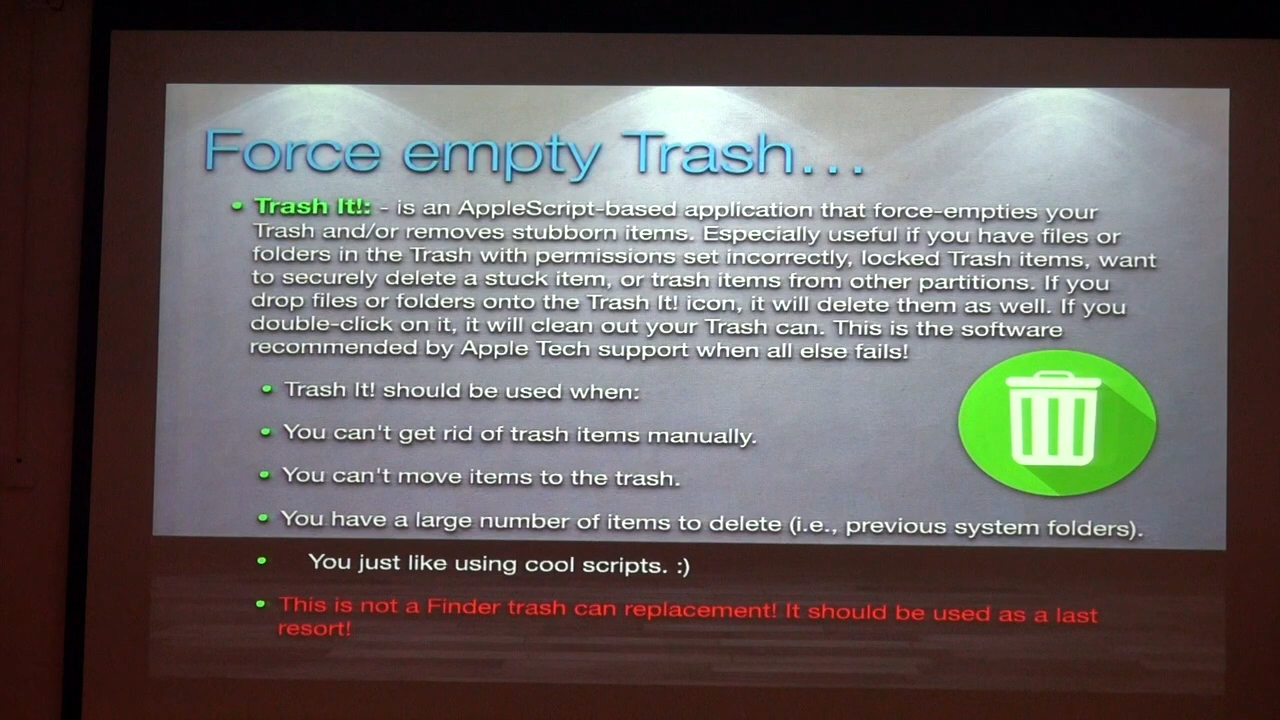 Force empty Trash...
• Trash It!: - is an AppleScript-based application that force-empties your
Trash and/or removes stubborn items. Especially useful if you have files or
folders in the Trash with permissions set incorrectly, locked Trash items, want
to securely delete a stuck item, or trash items from other partitions. If you
drop files or folders onto the Trash It! icon, it will delete them as well. If you
double-click on it, it will clean out your Trash can. This is the software
recommended by Apple Tech support when all else fails!
• Trash It! should be used when:
• You can't get rid of trash items manually.
• You can't move items to the trash.
• You have a large number of items to delete (i.e., previous system folders).
• You just like using cool scripts. :)
• This is not a Finder trash can replacement! It should be used as a last
resort!